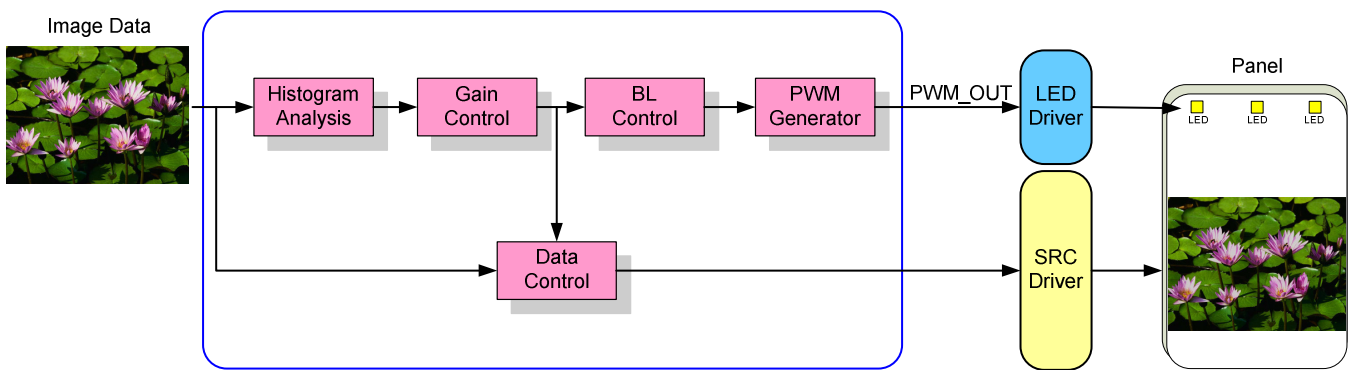 Image Data
Histogram
Analysis
Gain
Control
BL
Control
PWM
Generator
PWM_OUT
LED
Driver
Panel
LED
LED
LED
Data
Control
SRC
Driver